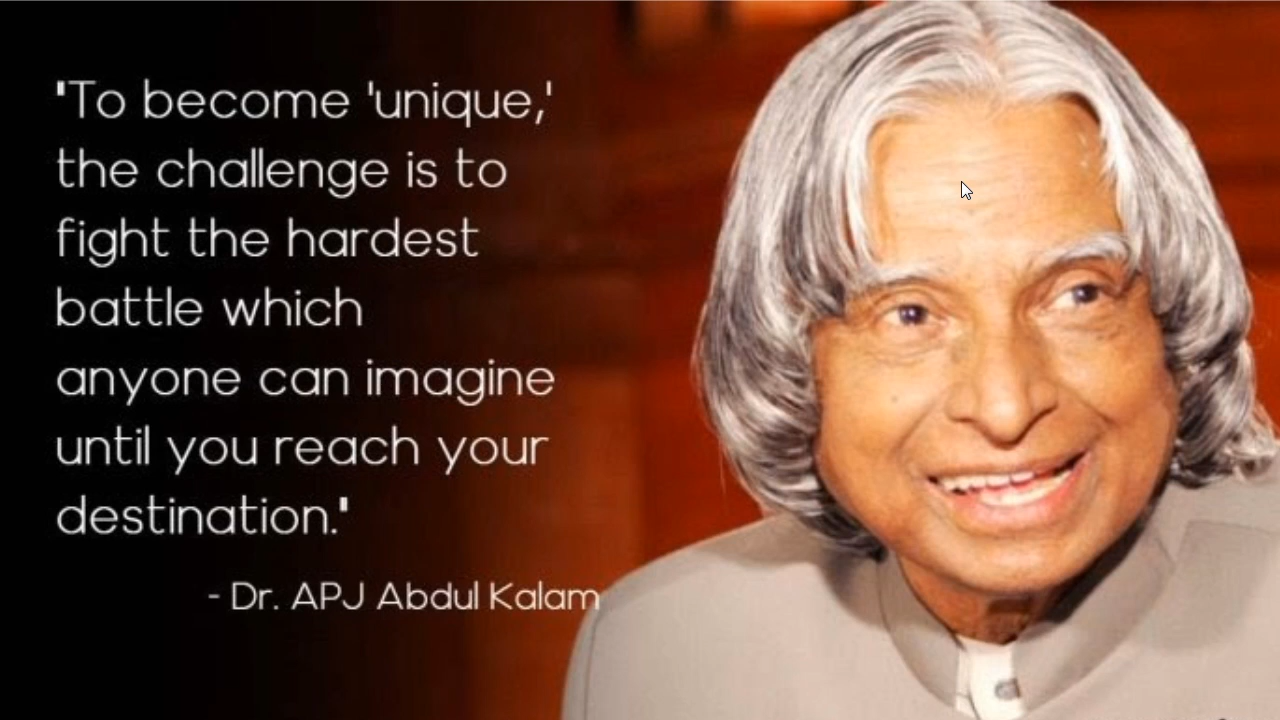 "To become 'unique,'
the challenge is to
fight the hardest
battle which
anyone can imagine
until you reach your
destination."
- Dr. APJ Abdul Kalam